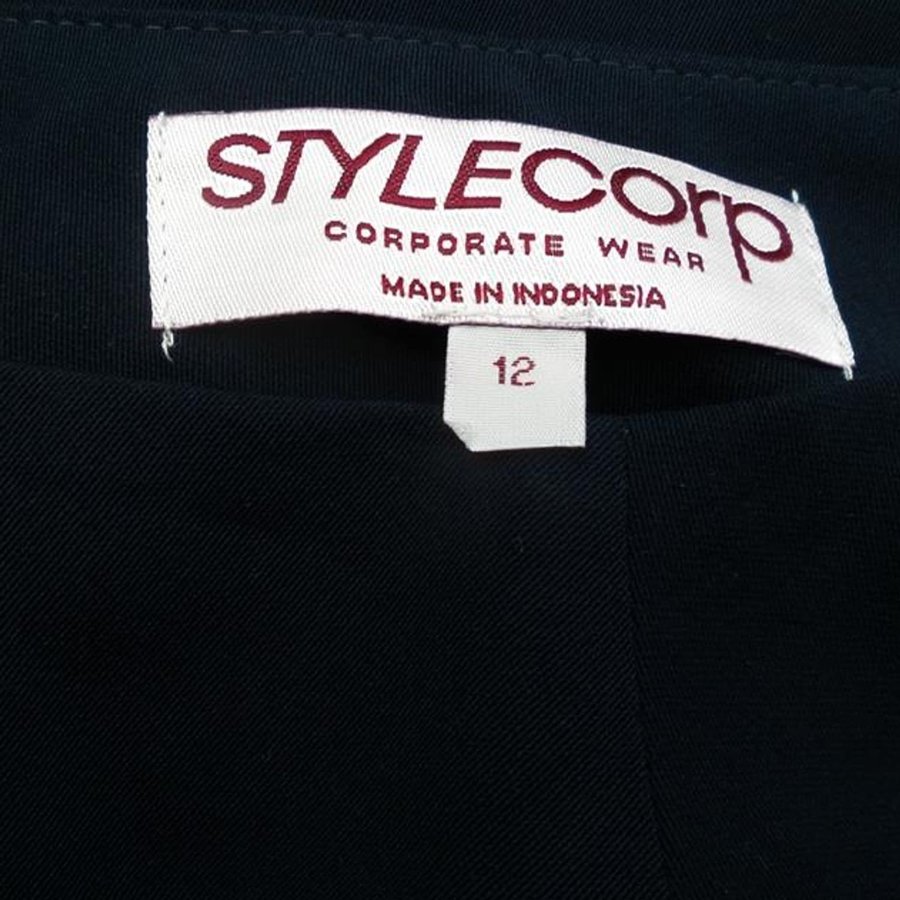 STYLECorp
CORPORATE WEAR
MADE IN INDONESIA
12